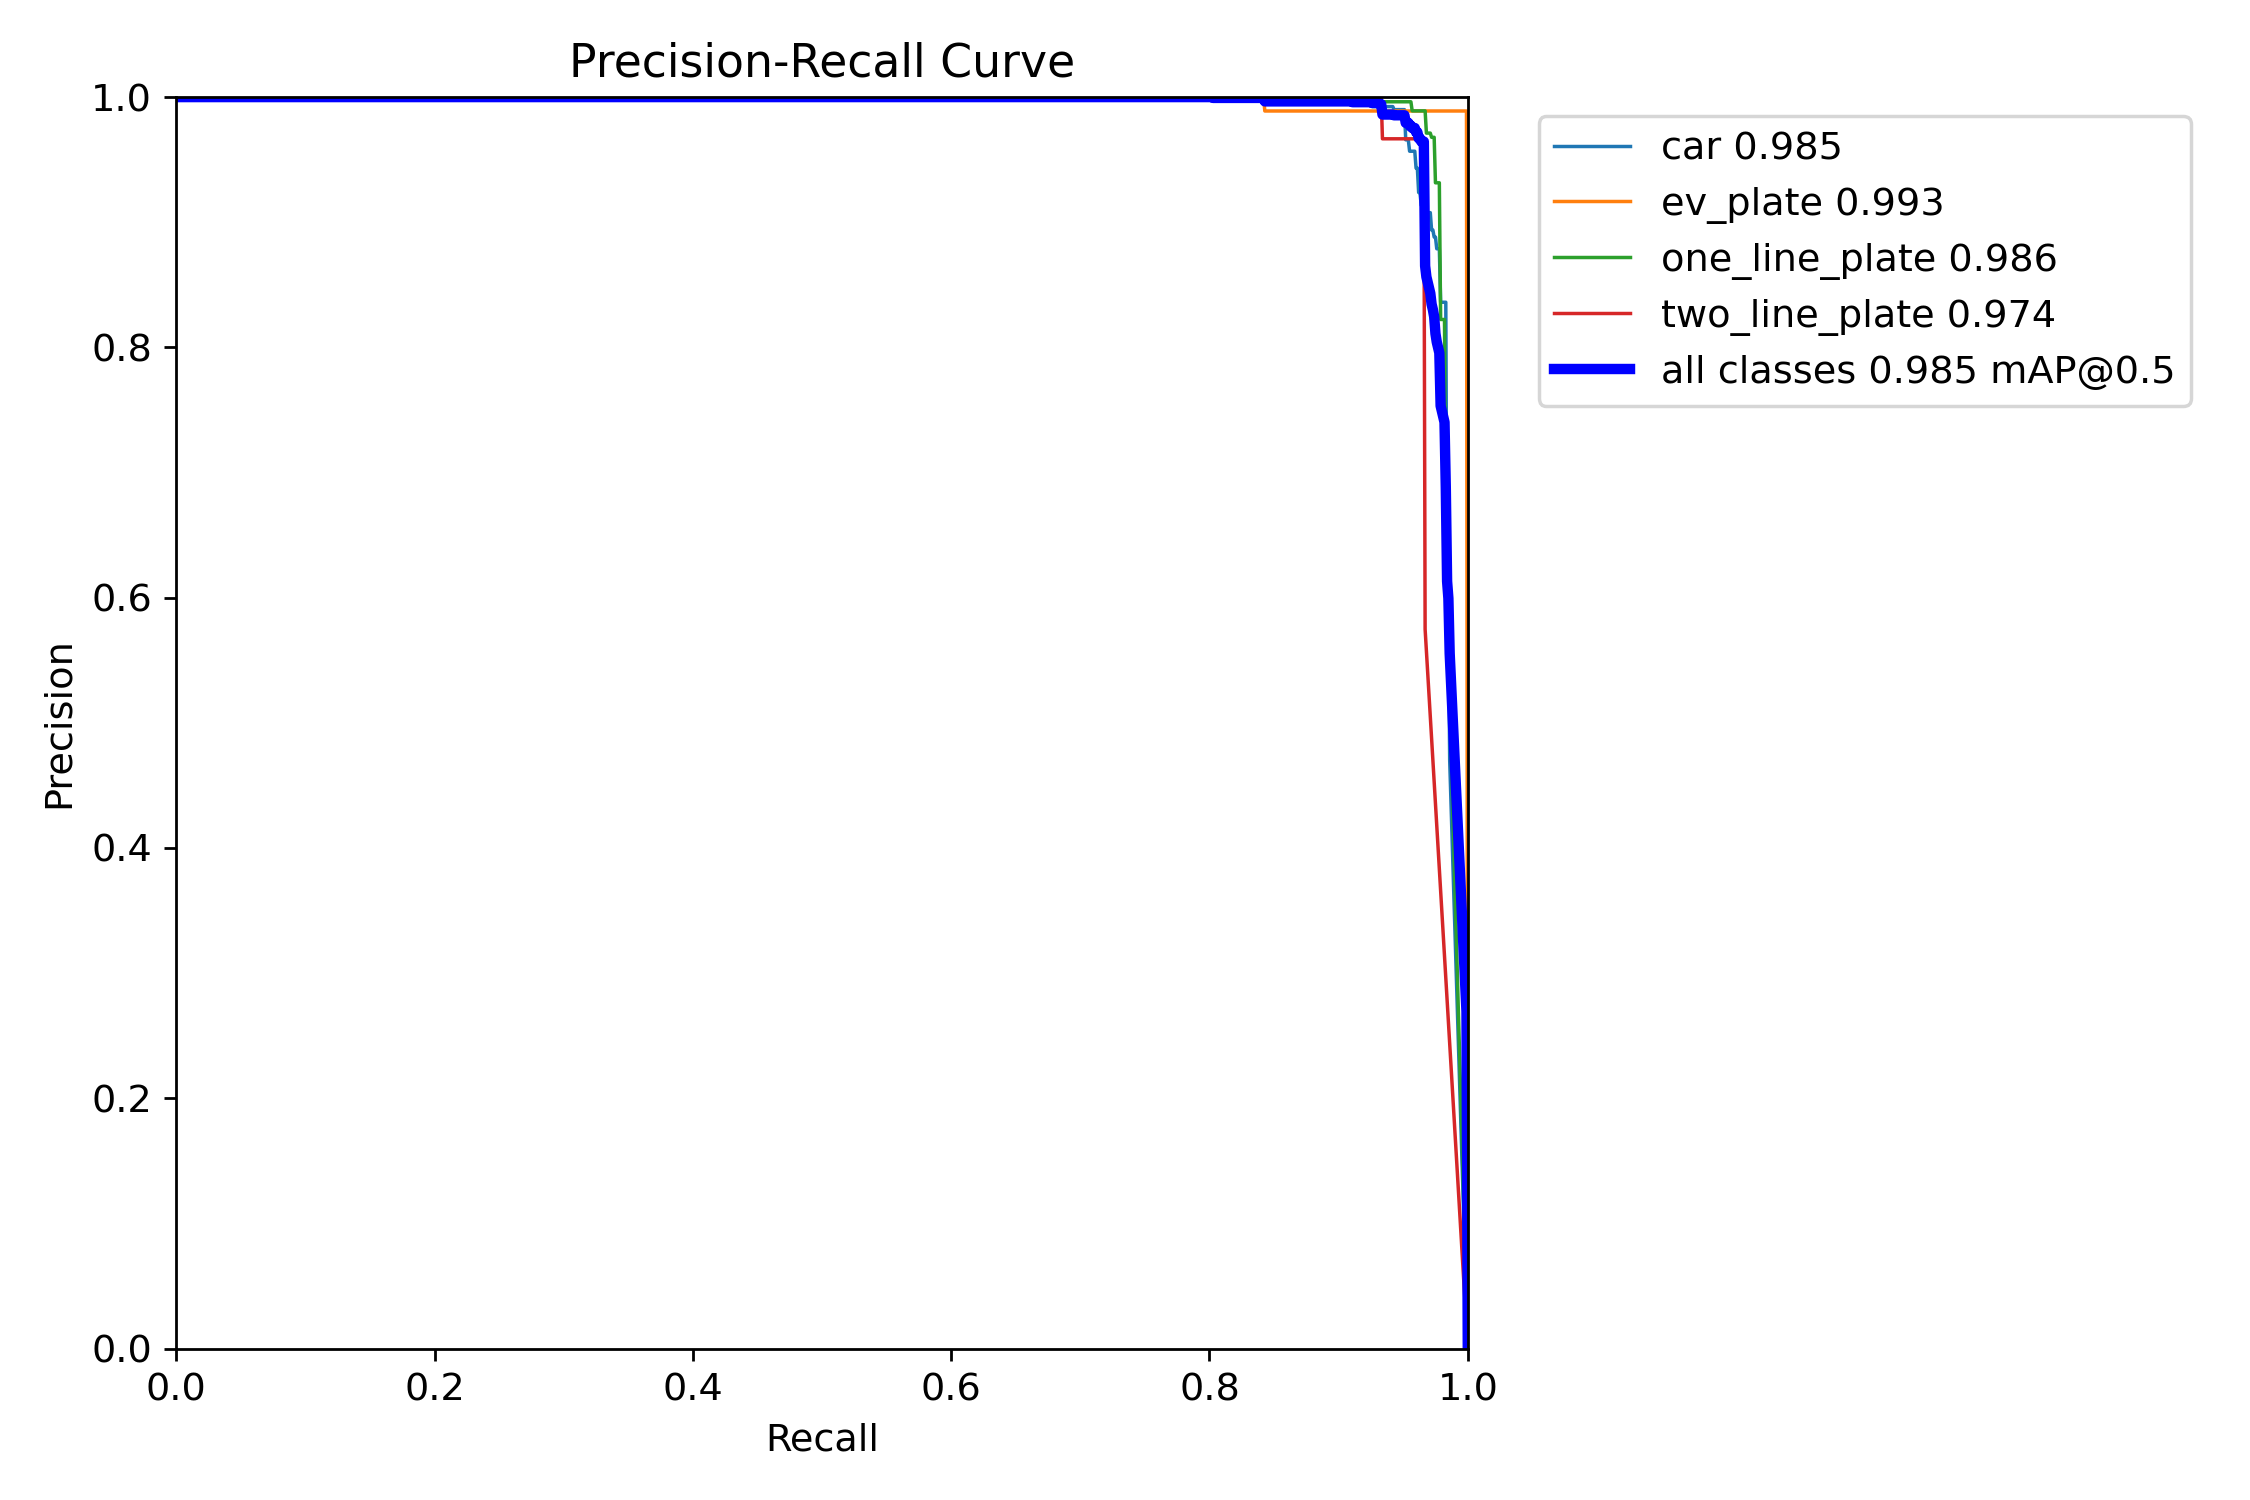 Precision-Recall Curve
1.0
0.8
0.6
0.4
0.2
0.0
Precision
0.0 0.2 0.4 0.6 0.8 1.0
Recall
car 0.985
ev_plate 0.993
one_line_plate 0.986
two_line_plate 0.974
all classes 0.985 mAP@0.5